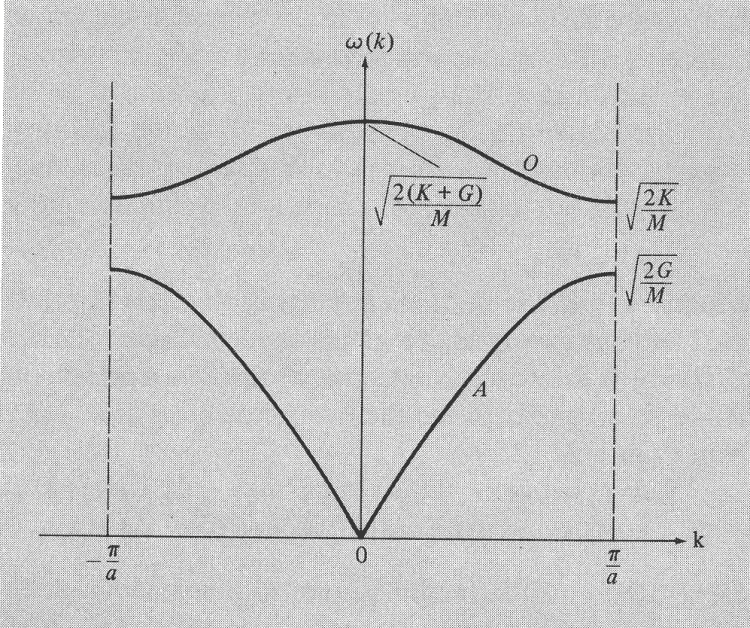 ω(k)
O
√(2(K + G)/M)
√(2K/M)
√(2G/M)
A
k
-π/a
0
π/a